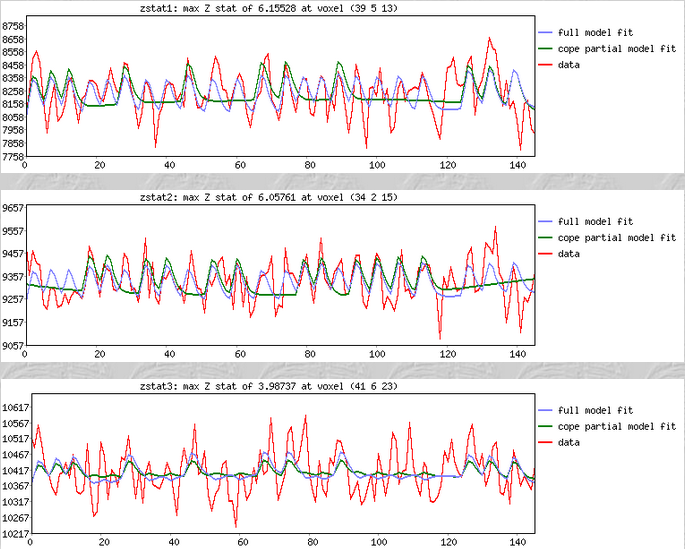 zstat1: max Z stat of 6.15528 at voxel (39 5 13)
8758
8658
8558
8458
8358
8258
8158
8058
7958
7858
7758
0 20 40 60 80 100 120 140
full model fit
cope partial model fit
data
zstat2: max Z stat of 6.05761 at voxel (34 2 15)
9657
9557
9457
9357
9257
9157
9057
0 20 40 60 80 100 120 140
full model fit
cope partial model fit
data
zstat3: max Z stat of 3.98737 at voxel (41 6 23)
10617
10567
10517
10467
10417
10367
10317
10267
10217
0 20 40 60 80 100 120 140
full model fit
cope partial model fit
data